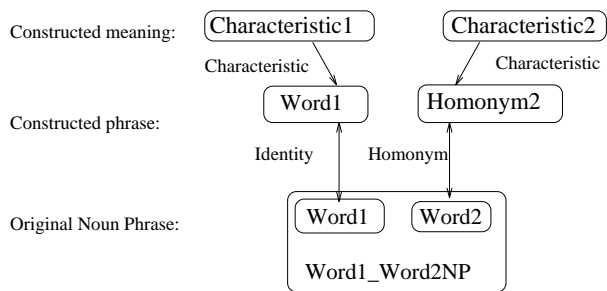 Constructed meaning: Characteristic1 Characteristic2
Characteristic Characteristic
Constructed phrase: Word1 Homonym2
Identity Homonym
Original Noun Phrase: Word1 Word2
Word1_Word2NP